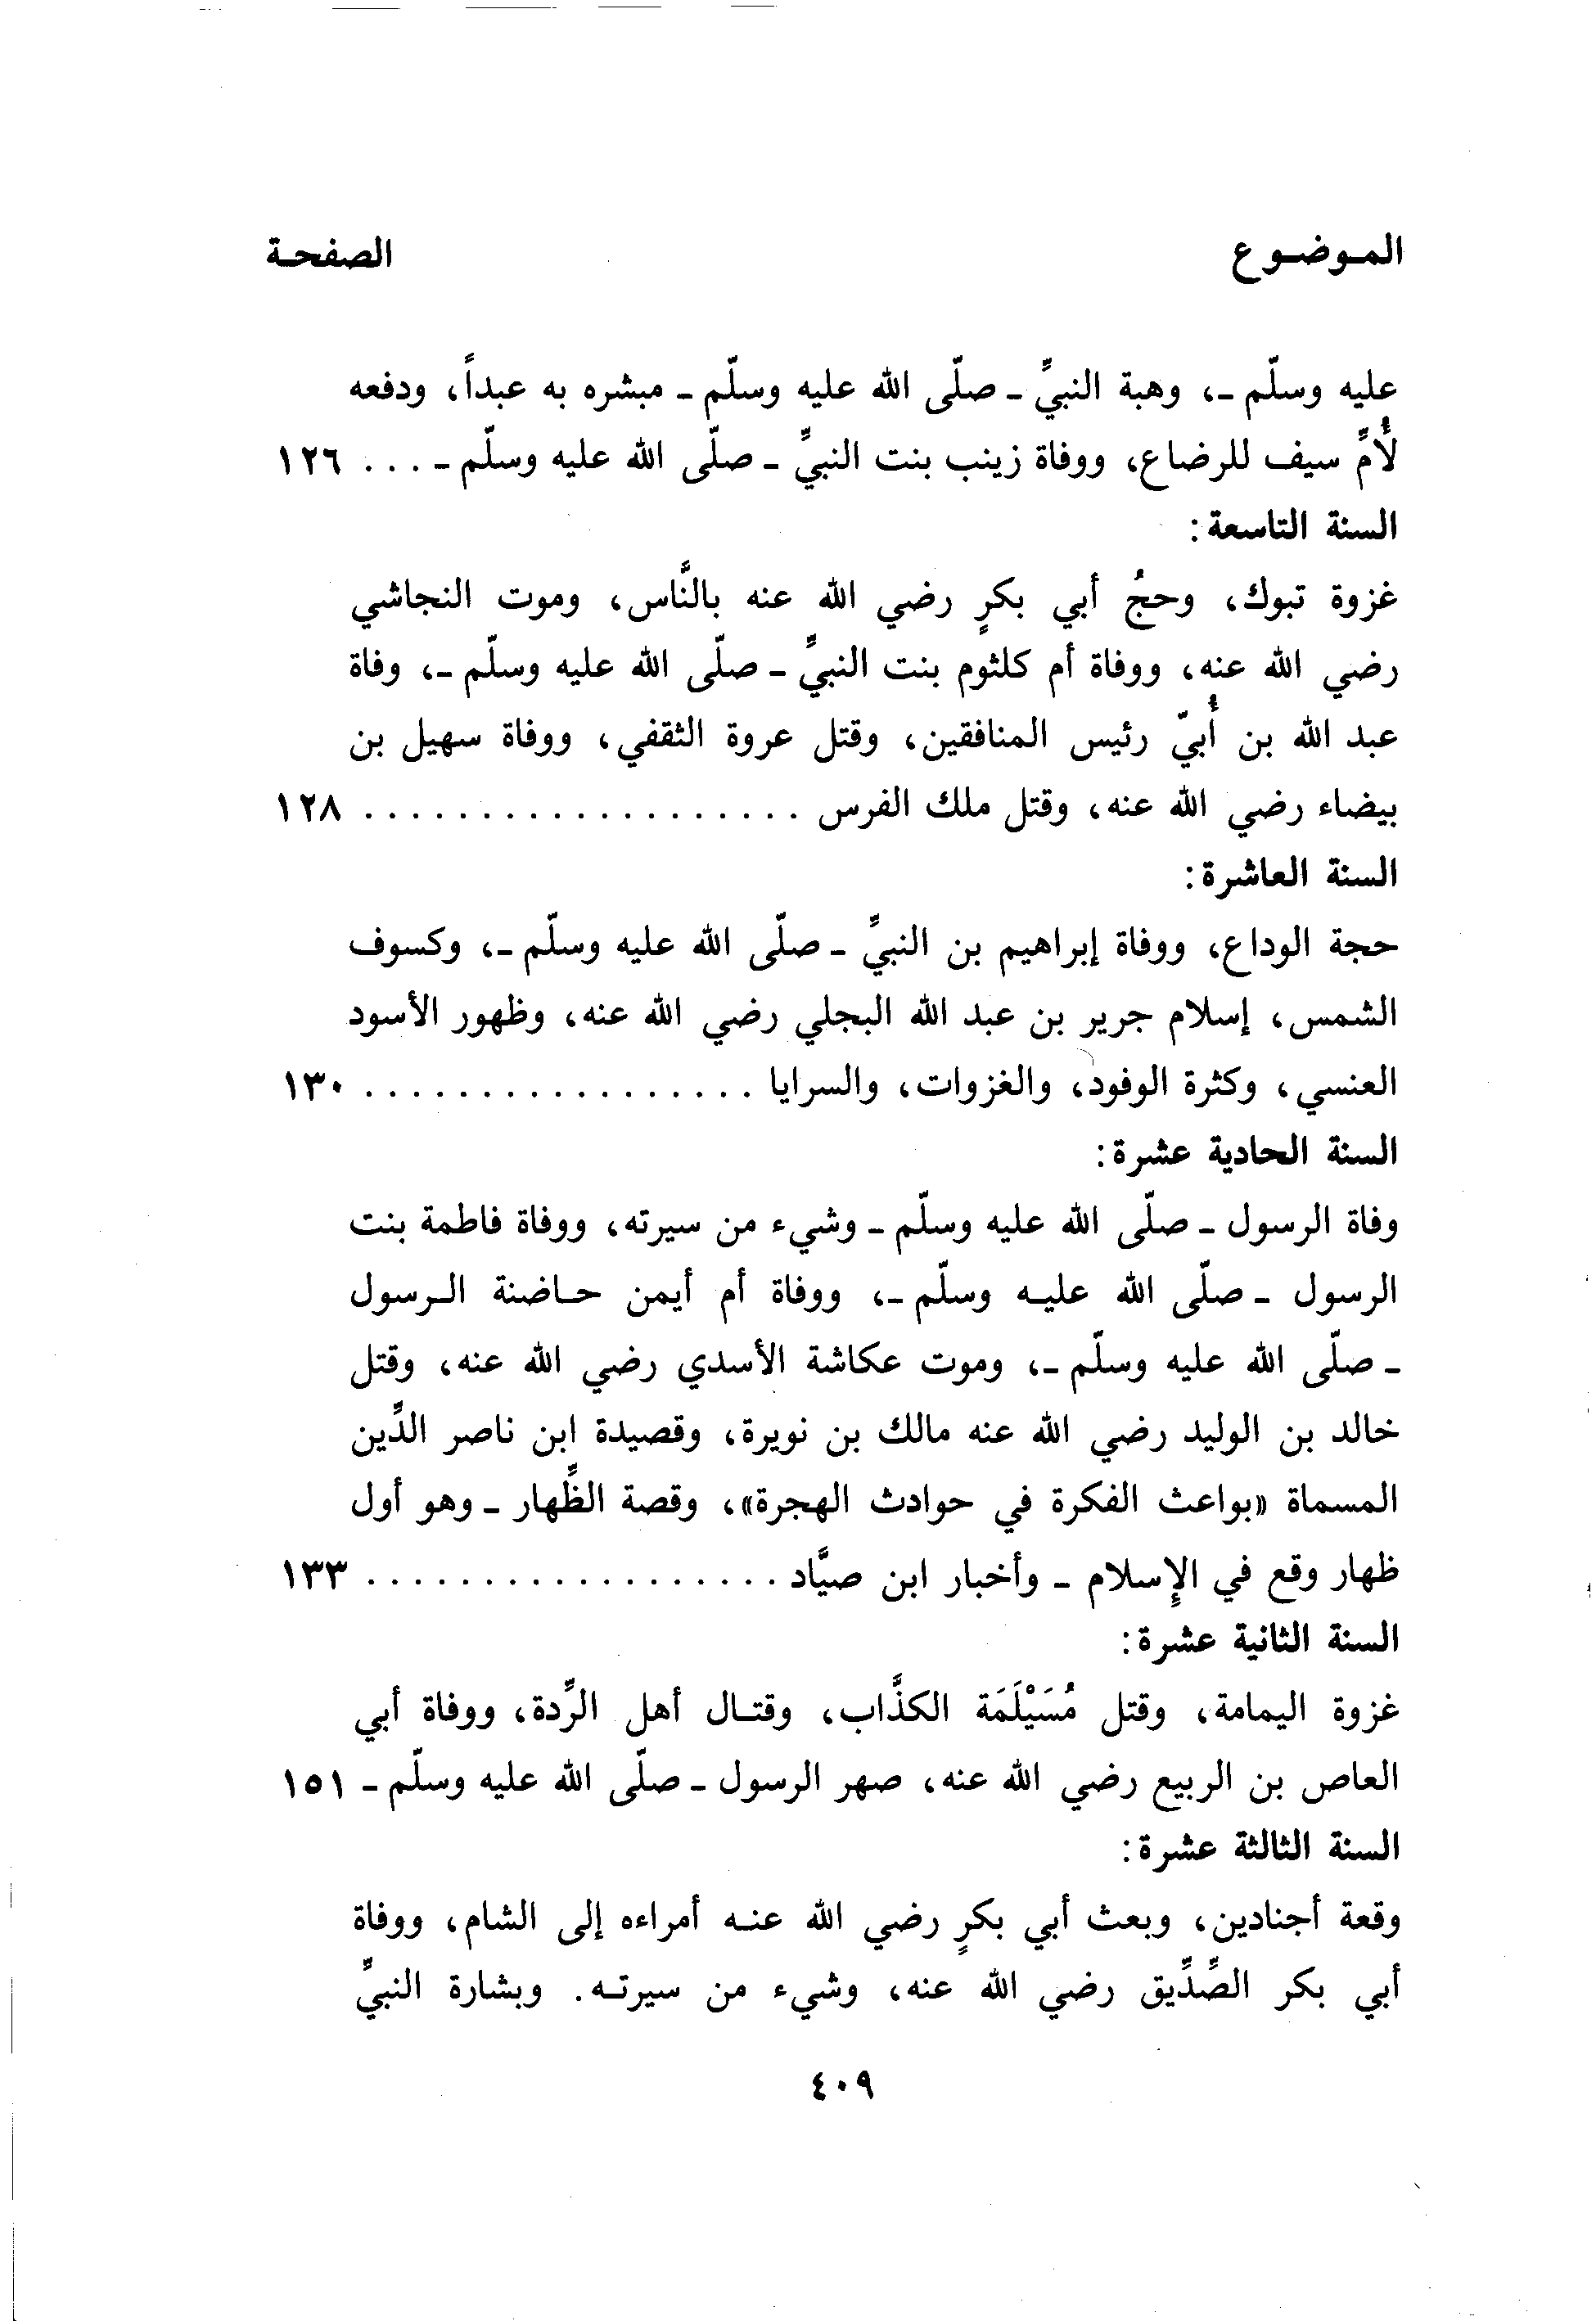 الموضوع الصفحة
عليه وسلّم ـ، وهبة النبيِّ ـ صلّى الله عليه وسلّم ـ مبشره به عبداً، ودفعه
لأُمِّ سيف للرضاع، ووفاة زينب بنت النبيِّ ـ صلّى الله عليه وسلّم ـ . . . ١٢٦
السنة التاسعة:
غزوة تبوك، وحجُ أبي بكرٍ رضي الله عنه بالنَّاس، وموت النجاشي
رضي الله عنه، ووفاة أم كلثوم بنت النبيِّ ـ صلّى الله عليه وسلّم ـ، وفاة
عبد الله بن أُبيّ رئيس المنافقين، وقتل عروة الثقفي، ووفاة سهيل بن
بيضاء رضي الله عنه، وقتل ملك الفرس . . . . . . . . . . . . . . . . . . . ١٢٨
السنة العاشرة:
حجة الوداع، ووفاة إبراهيم بن النبيِّ ـ صلّى الله عليه وسلّم ـ، وكسوف
الشمس، إسلام جرير بن عبد الله البجلي رضي الله عنه، وظهور الأسود
العنسي، وكثرة الوفود، والغزوات، والسرايا . . . . . . . . . . . . . . . . . ١٣٠
السنة الحادية عشرة:
وفاة الرسول ـ صلّى الله عليه وسلّم ـ وشيء من سيرته، ووفاة فاطمة بنت
الرسول ـ صلّى الله عليـه وسلّم ـ، ووفاة أم أيمن حـاضنة الـرسول
ـ صلّى الله عليه وسلّم ـ، وموت عكاشة الأسدي رضي الله عنه، وقتل
خالد بن الوليد رضي الله عنه مالك بن نويرة، وقصيدة ابن ناصر الدِّين
المسماة «بواعث الفكرة في حوادث الهجرة»، وقصة الظِّهار ـ وهو أول
ظهار وقع في الإِسلام ـ وأخبار ابن صيَّاد . . . . . . . . . . . . . . . . . . ١٣٣
السنة الثانية عشرة:
غزوة اليمامة، وقتل مُسَيْلَمَة الكذَّاب، وقتـال أهل الرِّدة، ووفاة أبي
العاص بن الربيع رضي الله عنه، صهر الرسول ـ صلّى الله عليه وسلّم ـ ١٥١
السنة الثالثة عشرة:
وقعة أجنادين، وبعث أبي بكرٍ رضي الله عنـه أمراءه إلى الشام، ووفاة
أبي بكر الصِّدِّيق رضي الله عنه، وشيء من سيرتـه. وبشارة النبيِّ
٤٠٩